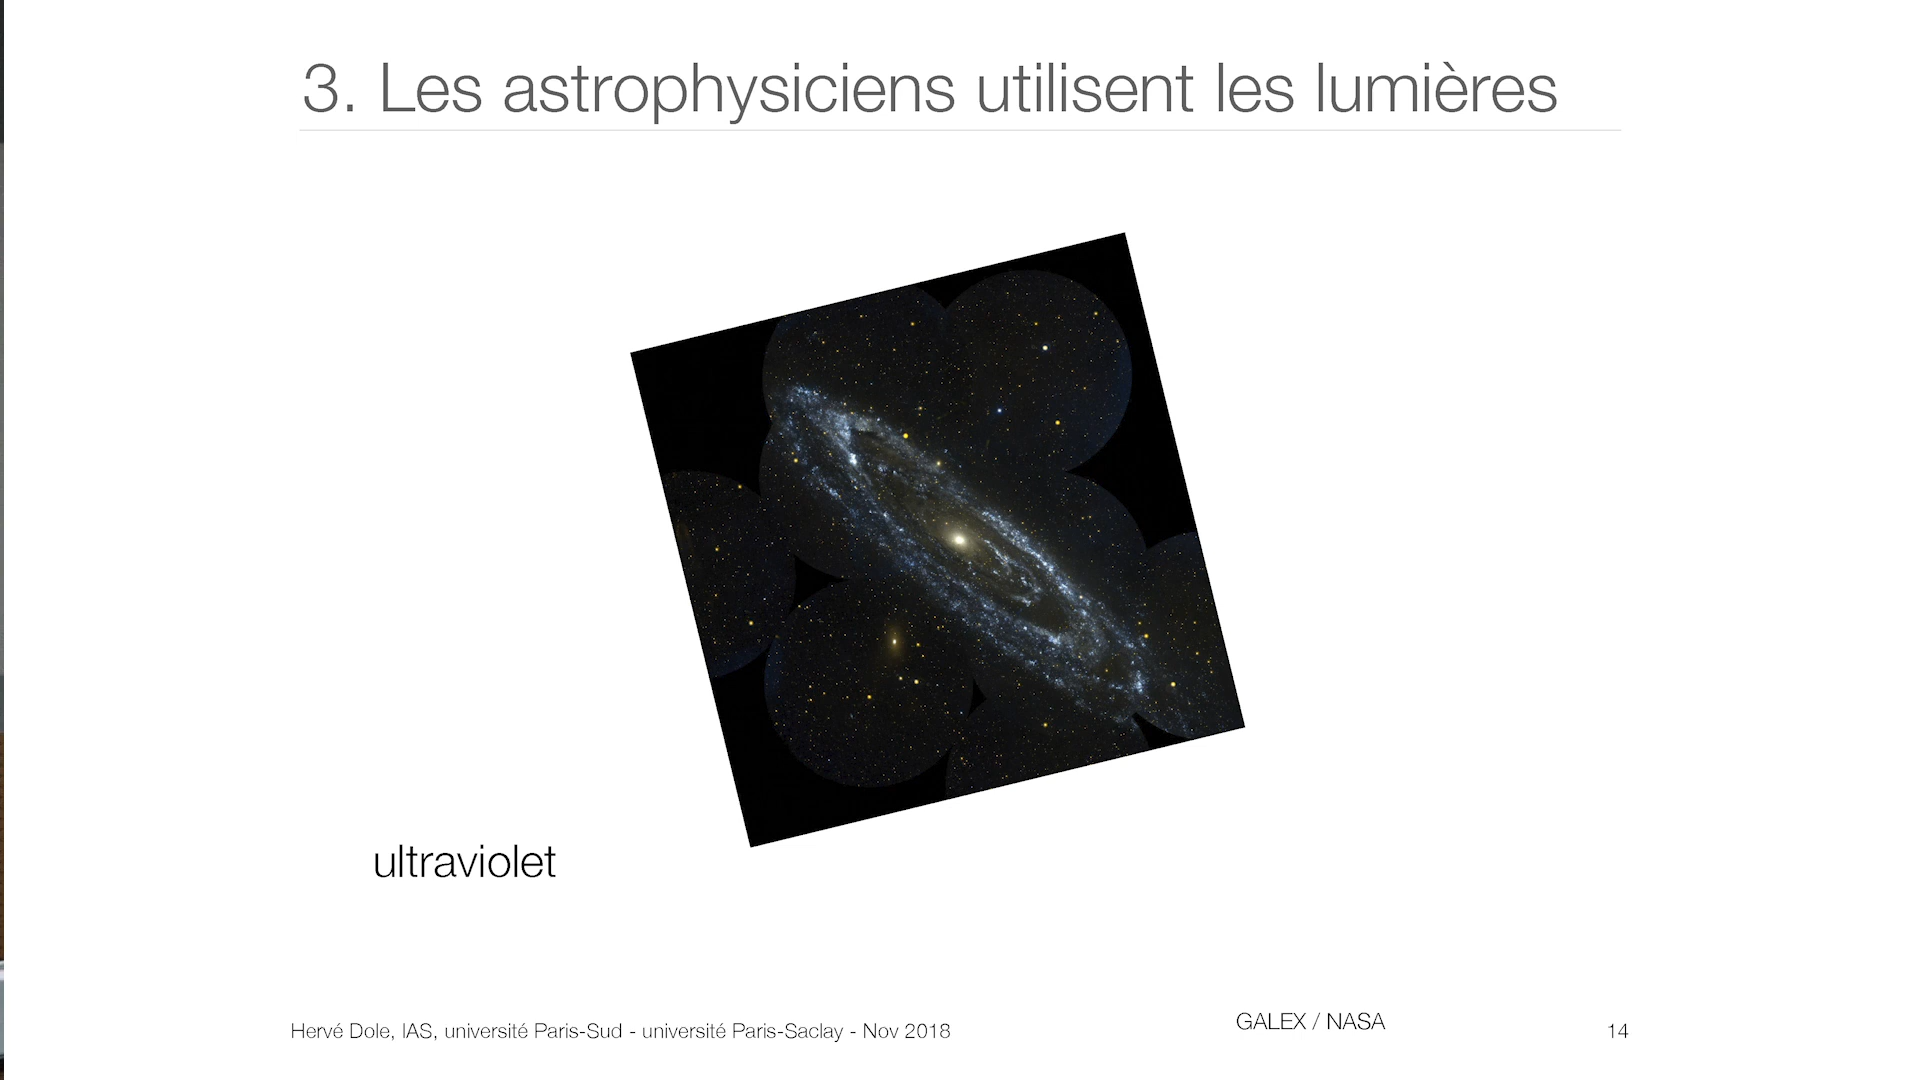 3. Les astrophysiciens utilisent les lumières
ultraviolet
Hervé Dole, IAS, université Paris-Sud - université Paris-Saclay - Nov 2018
GALEX / NASA
14